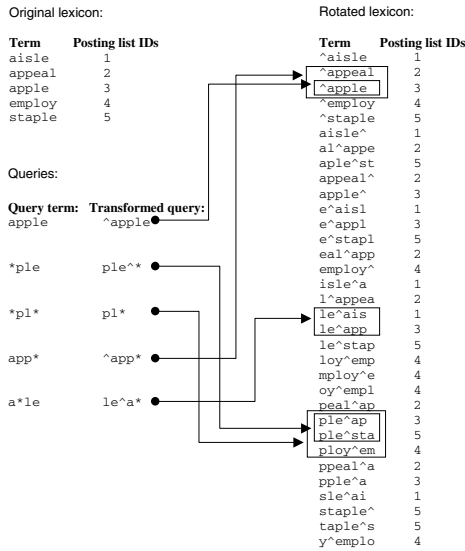 Original lexicon:
Term Posting list IDs
aisle 1
appeal 2
apple 3
employ 4
staple 5
Queries:
Query term: Transformed query:
apple ^apple
*ple ple^*
*pl* pl*
app* ^app*
a*le le^a*
Rotated lexicon:
Term Posting list IDs
^aisle 1
^appeal 2
^apple 3
^employ 4
^staple 5
aisle^ 1
al^appe 2
aple^st 5
appeal^ 2
apple^ 3
e^aisl 1
e^appl 3
e^stapl 5
eal^app 2
employ^ 4
isle^a 1
l^appea 2
le^ais 1
le^app 3
le^stap 5
loy^emp 4
mploy^e 4
oy^empl 4
peal^ap 2
ple^ap 3
ple^sta 5
ploy^em 4
ppeal^a 2
pple^a 3
sle^ai 1
staple^ 5
taple^s 5
y^emplo 4